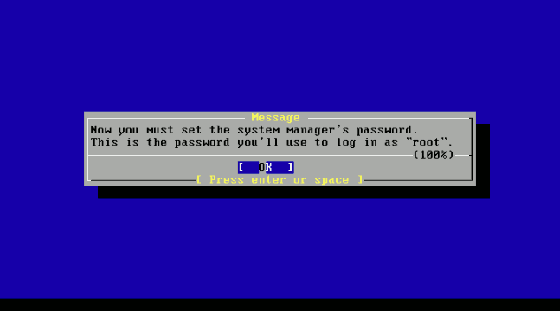 Message
Now you must set the system manager's password.
This is the password you'll use to log in as "root".
(100%)
[ OK ]
[ Press enter or space ]